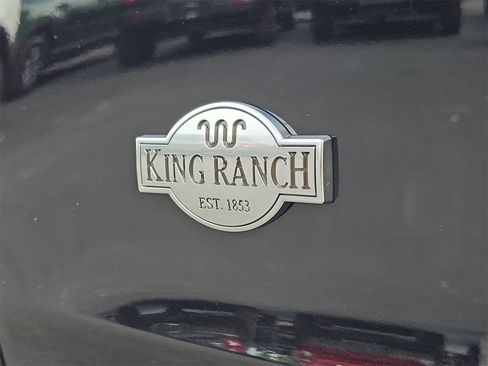 KING RANCH
EST. 1853